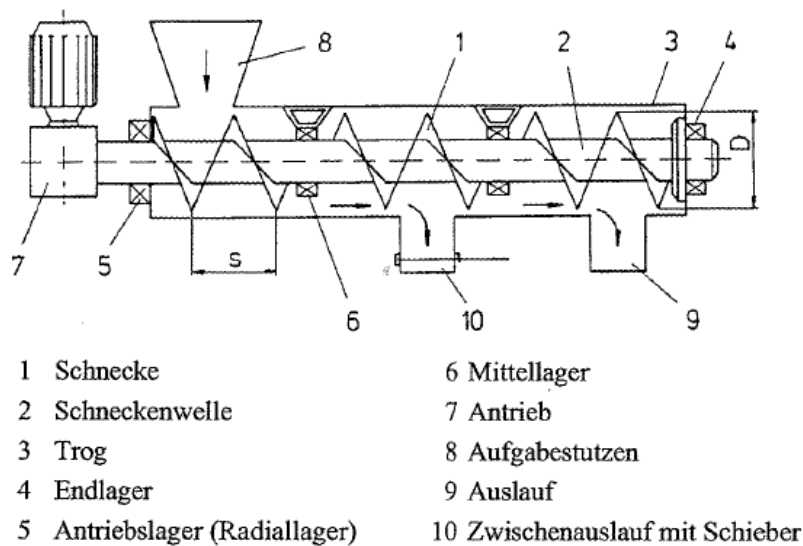 8 1 2 3 4
D
S
7 5 6 10 9
1 Schnecke
2 Schneckenwelle
3 Trog
4 Endlager
5 Antriebslager (Radiallager)
6 Mittellager
7 Antrieb
8 Aufgabestutzen
9 Auslauf
10 Zwischenauslauf mit Schieber